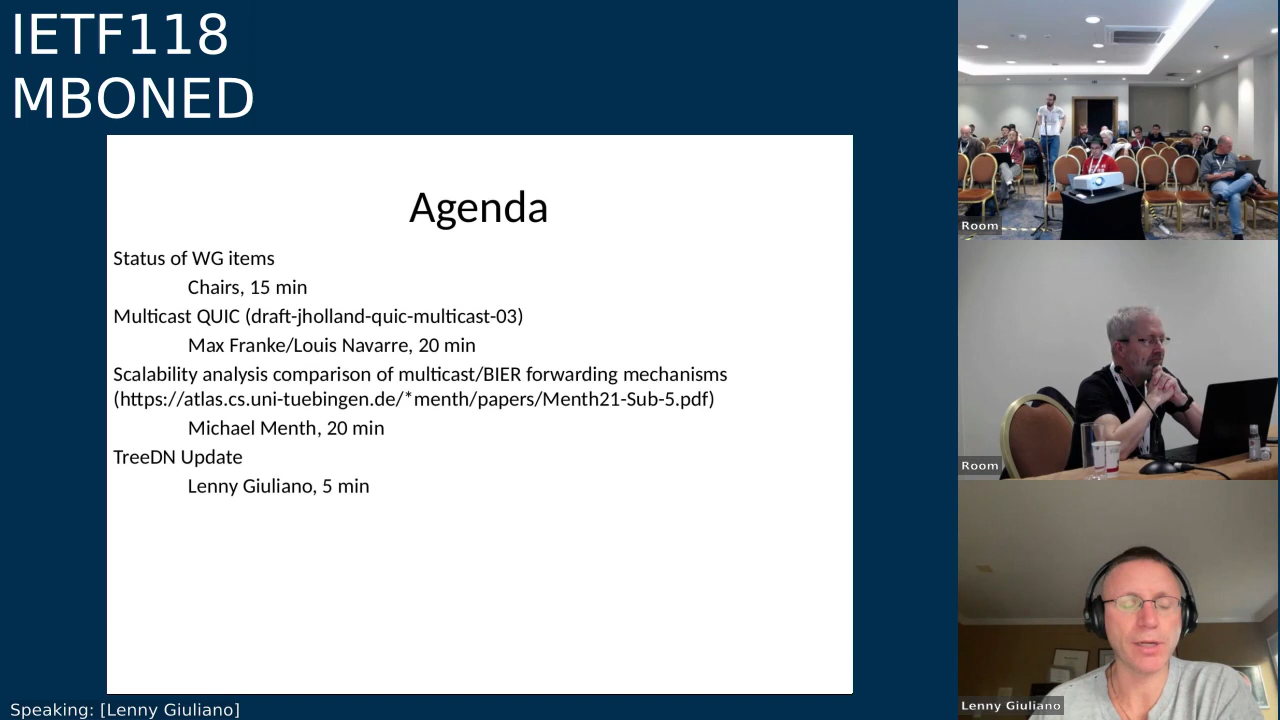 IETF118
MBONED
Agenda
Status of WG items
Chairs, 15 min
Multicast QUIC (draft-jholland-quic-multicast-03)
Max Franke/Louis Navarre, 20 min
Scalability analysis comparison of multicast/BIER forwarding mechanisms
(https://atlas.cs.uni-tuebingen.de/*menth/papers/Menth21-Sub-5.pdf)
Michael Menth, 20 min
TreeDN Update
Lenny Giuliano, 5 min
Room
Room
Lenny Giuliano
Speaking: [Lenny Giuliano]